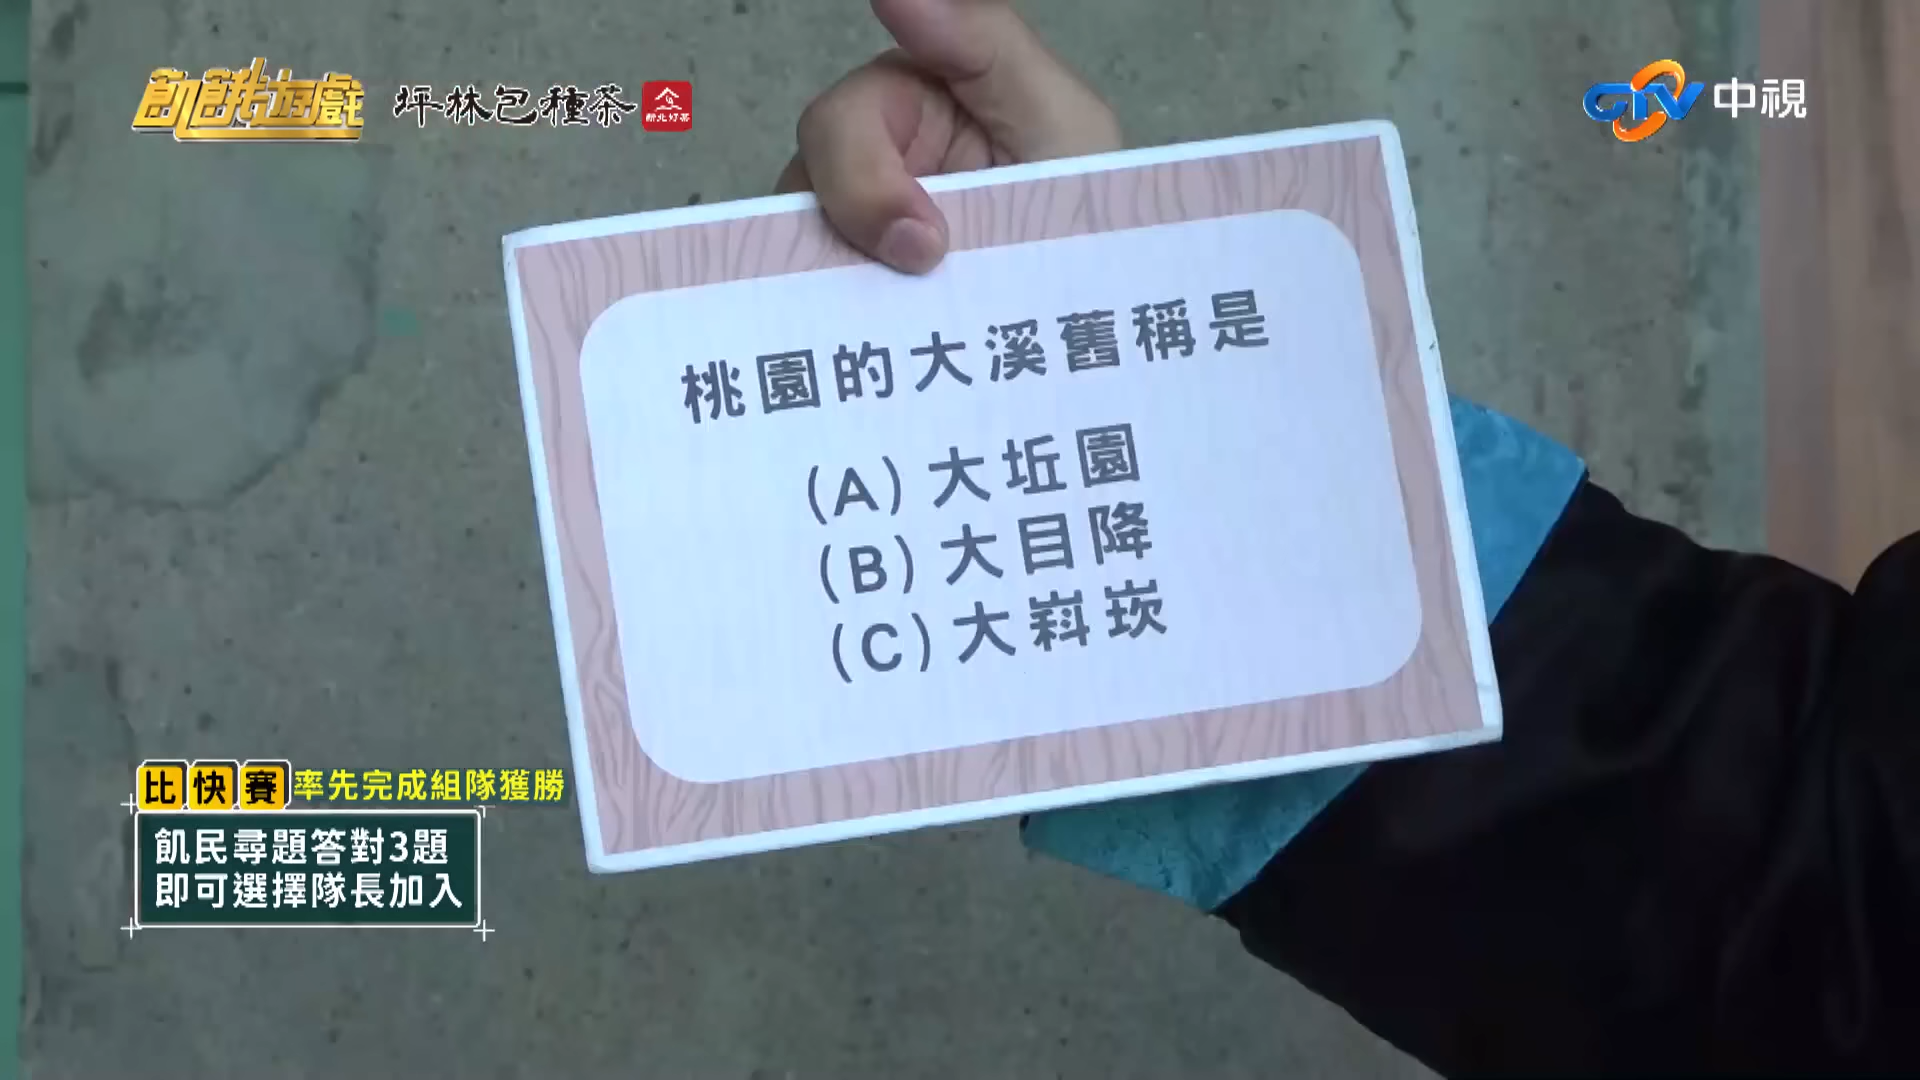 飢餓遊戲 坪林包種茶 新北好茶
CTV 中視
桃園的大溪舊稱是
(A) 大坵園
(B) 大目降
(C) 大嵙崁
比快賽 率先完成組隊獲勝
飢民尋題答對3題
即可選擇隊長加入